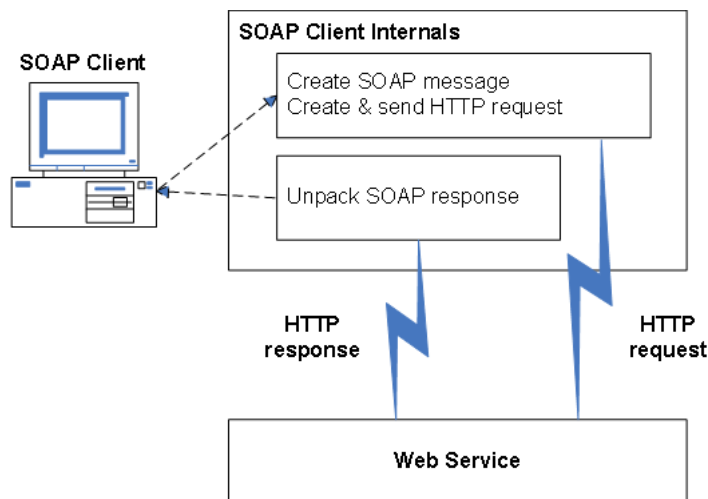 SOAP Client Internals
SOAP Client
Create SOAP message
Create & send HTTP request
Unpack SOAP response
HTTP
response
HTTP
request
Web Service